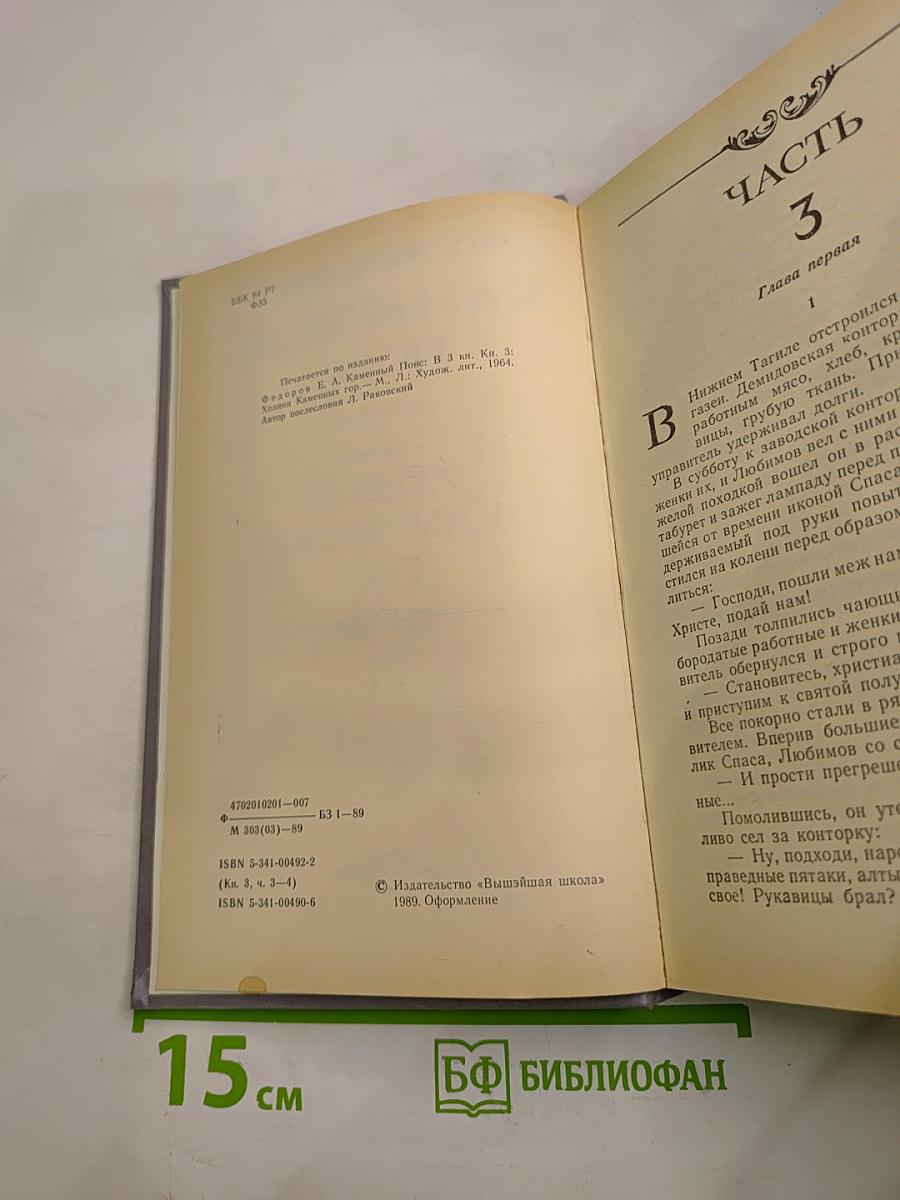 ББК 84 Р7
Ф33
Печатается по изданию:
Федоров Е. А. Каменный Пояс: В 3 кн. Кн. 3:
Хозяин Каменных гор.— М., Л.: Худож. лит., 1964.
Автор послесловия Л. Раковский
4702010201—007
Ф
БЗ 1—89
М 303(03)—89
ISBN 5-341-00492-2
(Кн. 3, ч. 3—4)
ISBN 5-341-00490-6
© Издательство «Вышэйшая школа»
1989. Оформление
ЧАСТЬ
3
Глава первая
1
В Нижнем Тагиле отстроился
газеи. Демидовская контор
работным мясо, хлеб, кр
вицы, грубую ткань. При
управитель удерживал долги.
В субботу к заводской контор
женки их, и Любимов вел с ними
желой походкой вошел он в рас
табурет и зажег лампаду перед п
шейся от времени иконой Спаса
держиваемый под руки повыт
стился на колени перед образом
литься:
— Господи, пошли меж на
Христе, подай нам!
Позади толпились чающи
бородатые работные и женки
витель обернулся и строго
— Становитесь, христиа
и приступим к святой полу
Все покорно стали в ря
вителем. Вперив большие
лик Спаса, Любимов со с
— И прости прегреше
ные...
Помолившись, он уте
ливо сел за конторку:
— Ну, подходи, наро
праведные пятаки, алты
свое! Рукавицы брал?
15 см
БФ БИБЛИОФАН